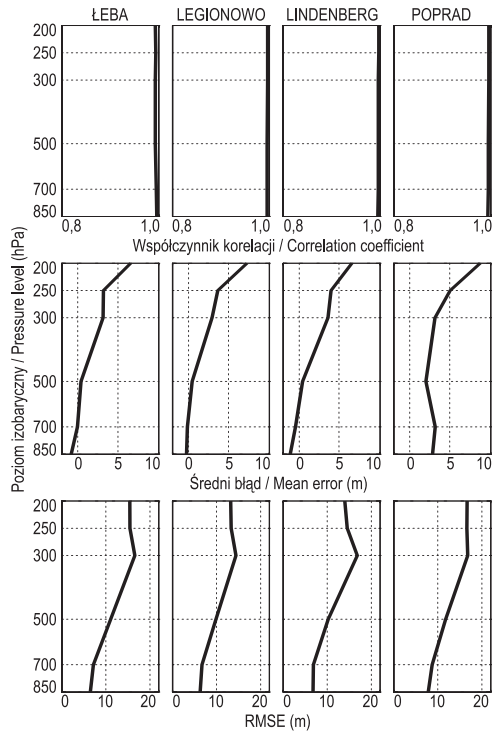 ŁEBA LEGIONOWO LINDENBERG POPRAD
200
250
300
500
700
850
0,8 1,0 0,8 1,0 0,8 1,0 0,8 1,0
Współczynnik korelacji / Correlation coefficient
Poziom izobaryczny / Pressure level (hPa)
200
250
300
500
700
850
0 5 10 0 5 10 0 5 10 0 5 10
Średni błąd / Mean error (m)
200
250
300
500
700
850
0 10 20 0 10 20 0 10 20 0 10 20
RMSE (m)